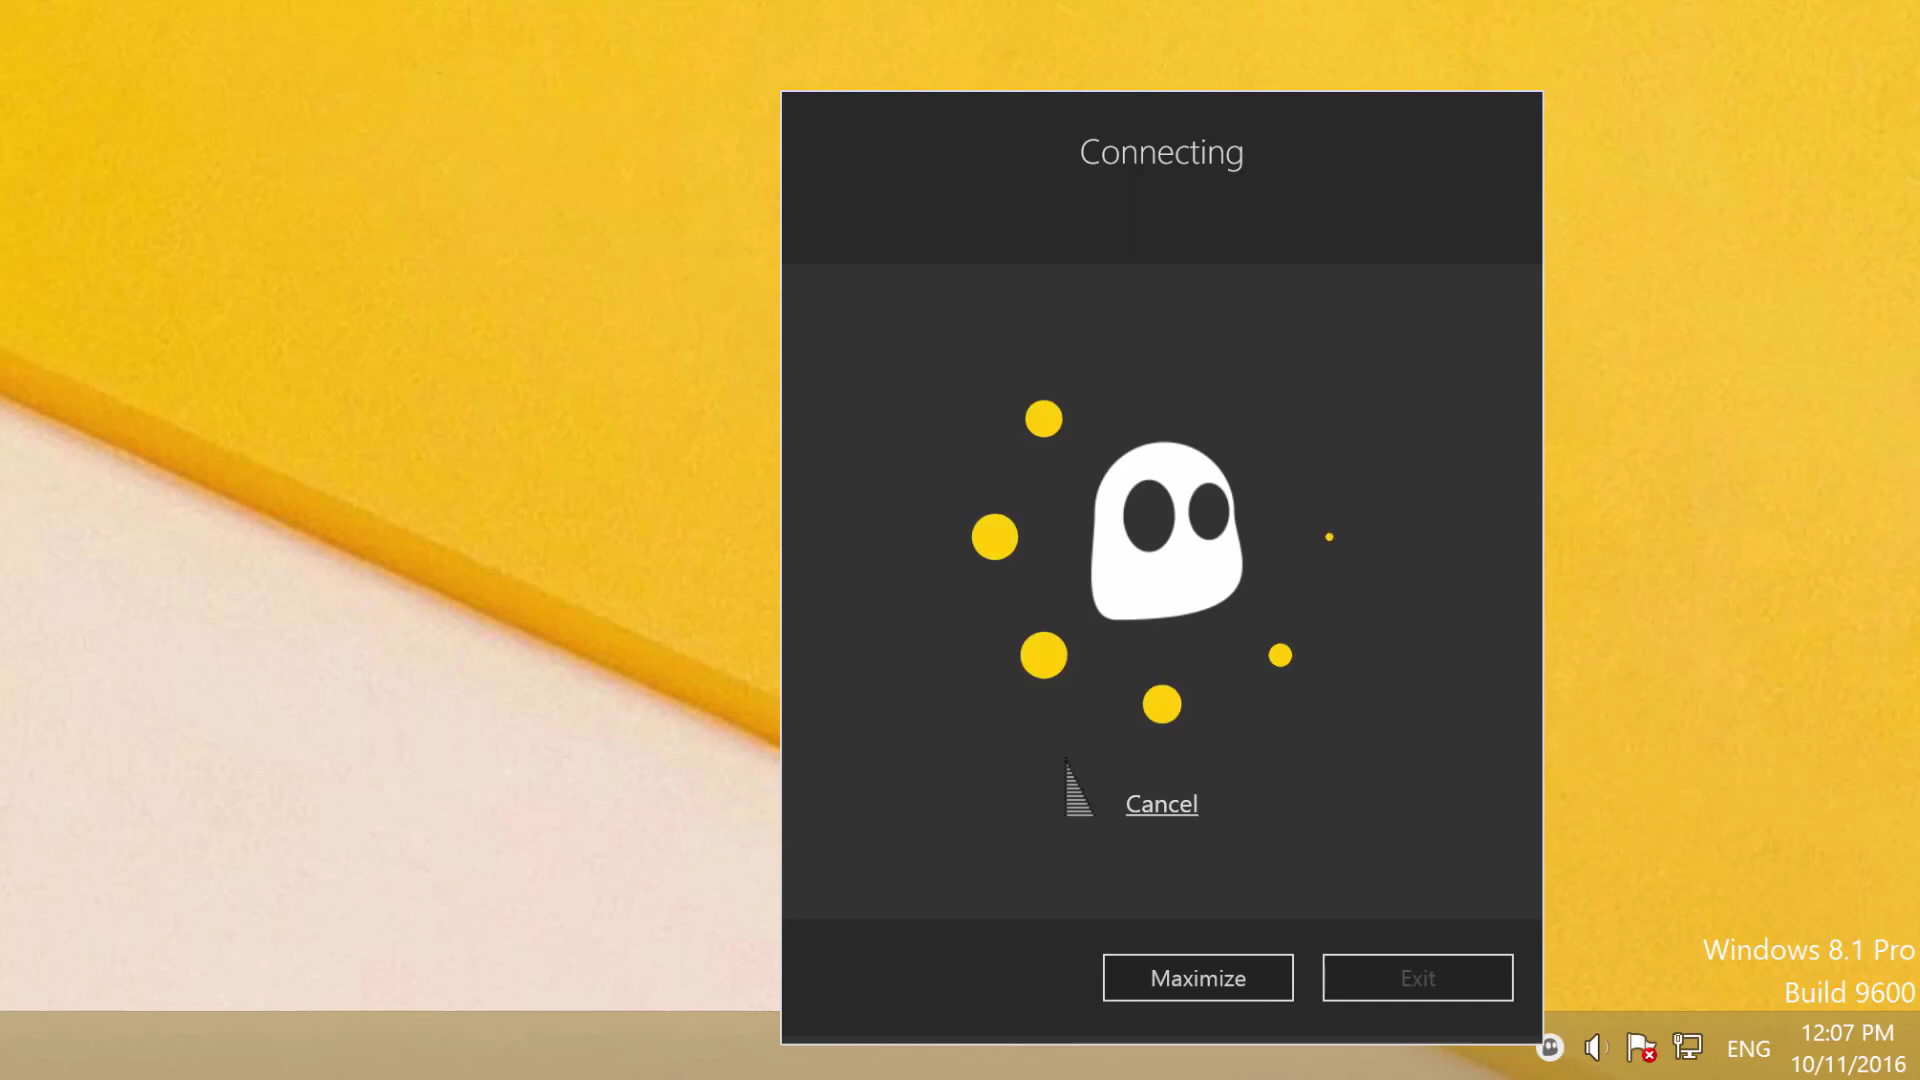 Connecting
Cancel
Maximize
Exit
Windows 8.1 Pro
Build 9600
ENG
12:07 PM
10/11/2016